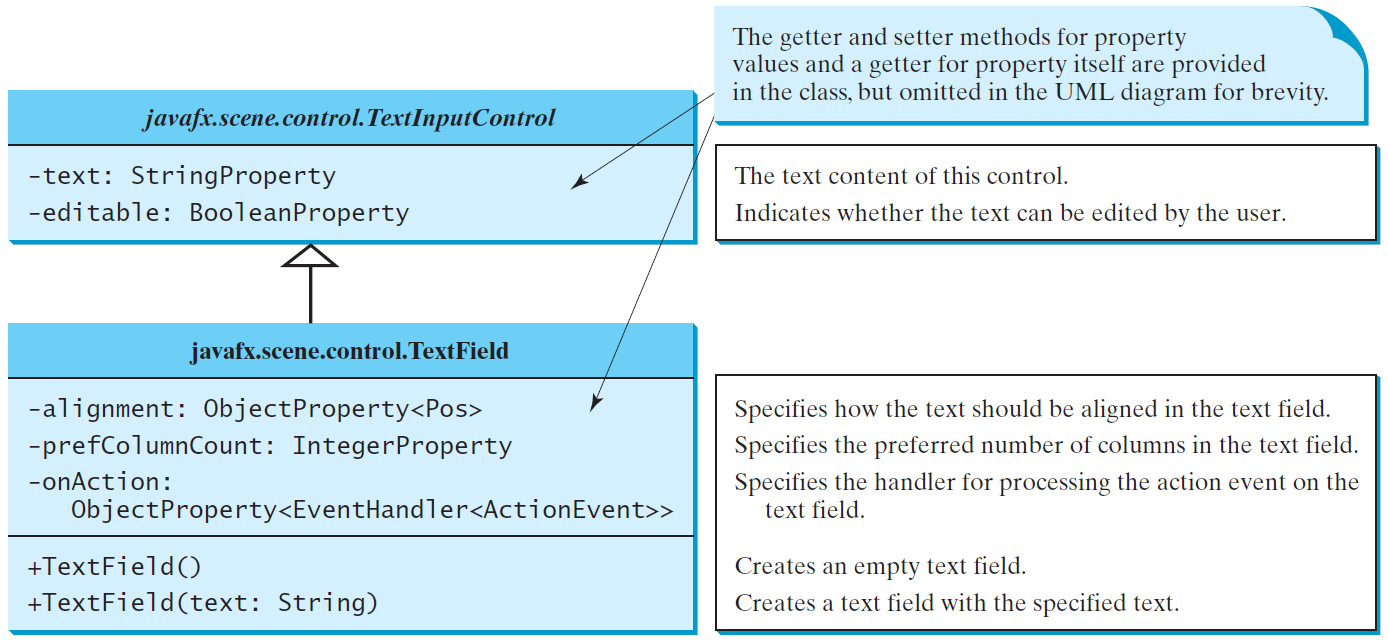 The getter and setter methods for property
values and a getter for property itself are provided
in the class, but omitted in the UML diagram for brevity.
javafx.scene.control.TextInputControl
-text: StringProperty
-editable: BooleanProperty
The text content of this control.
Indicates whether the text can be edited by the user.
javafx.scene.control.TextField
-alignment: ObjectProperty<Pos>
-prefColumnCount: IntegerProperty
-onAction:
ObjectProperty<EventHandler<ActionEvent>>
Specifies how the text should be aligned in the text field.
Specifies the preferred number of columns in the text field.
Specifies the handler for processing the action event on the
text field.
+TextField()
+TextField(text: String)
Creates an empty text field.
Creates a text field with the specified text.